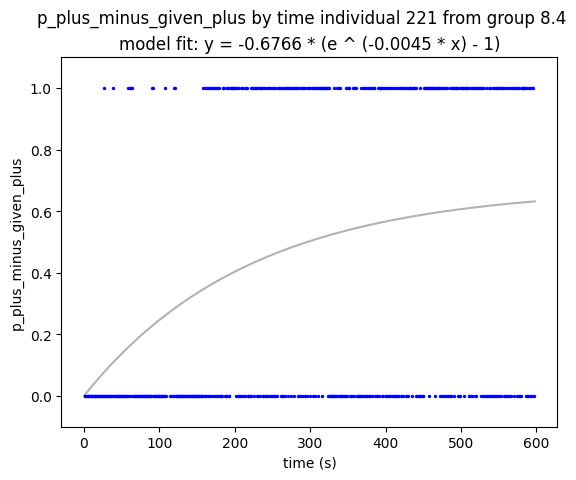 p_plus_minus_given_plus by time individual 221 from group 8.4
model fit: y = -0.6766 * (e ^ (-0.0045 * x) - 1)
1.0
0.8
0.6
0.4
0.2
0.0
p_plus_minus_given_plus
0 100 200 300 400 500 600
time (s)